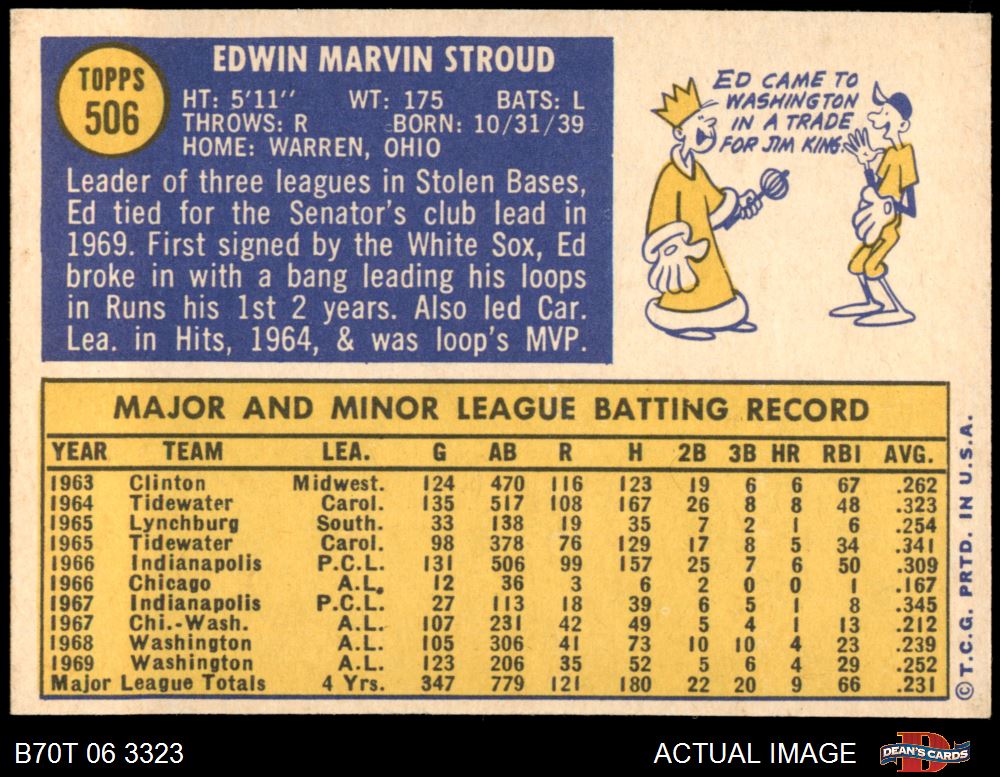 TOPPS
506
EDWIN MARVIN STROUD
HT: 5'11'' WT: 175 BATS: L
THROWS: R BORN: 10/31/39
HOME: WARREN, OHIO
Leader of three leagues in Stolen Bases,
Ed tied for the Senator's club lead in
1969. First signed by the White Sox, Ed
broke in with a bang leading his loops
in Runs his 1st 2 years. Also led Car.
Lea. in Hits, 1964, & was loop's MVP.
ED CAME TO
WASHINGTON
IN A TRADE
FOR JIM KING.
MAJOR AND MINOR LEAGUE BATTING RECORD
YEAR TEAM LEA. G AB R H 2B 3B HR RBI AVG.
1963 Clinton Midwest. 124 470 116 123 19 6 6 67 .262
1964 Tidewater Carol. 135 517 108 167 26 8 8 48 .323
1965 Lynchburg South. 33 138 19 35 7 2 1 6 .254
1965 Tidewater Carol. 98 378 76 129 17 8 5 34 .341
1966 Indianapolis P.C.L. 131 506 99 157 25 7 6 50 .309
1966 Chicago A.L. 12 36 3 6 2 0 0 1 .167
1967 Indianapolis P.C.L. 27 113 18 39 6 5 1 8 .345
1967 Chi.-Wash. A.L. 107 231 42 49 5 4 1 13 .212
1968 Washington A.L. 105 306 41 73 10 10 4 23 .239
1969 Washington A.L. 123 206 35 52 5 6 4 29 .252
Major League Totals 4 Yrs. 347 779 121 180 22 20 9 66 .231
© T.C.G. PRTD. IN U.S.A.
B70T 06 3323
ACTUAL IMAGE
DEAN'S CARDS